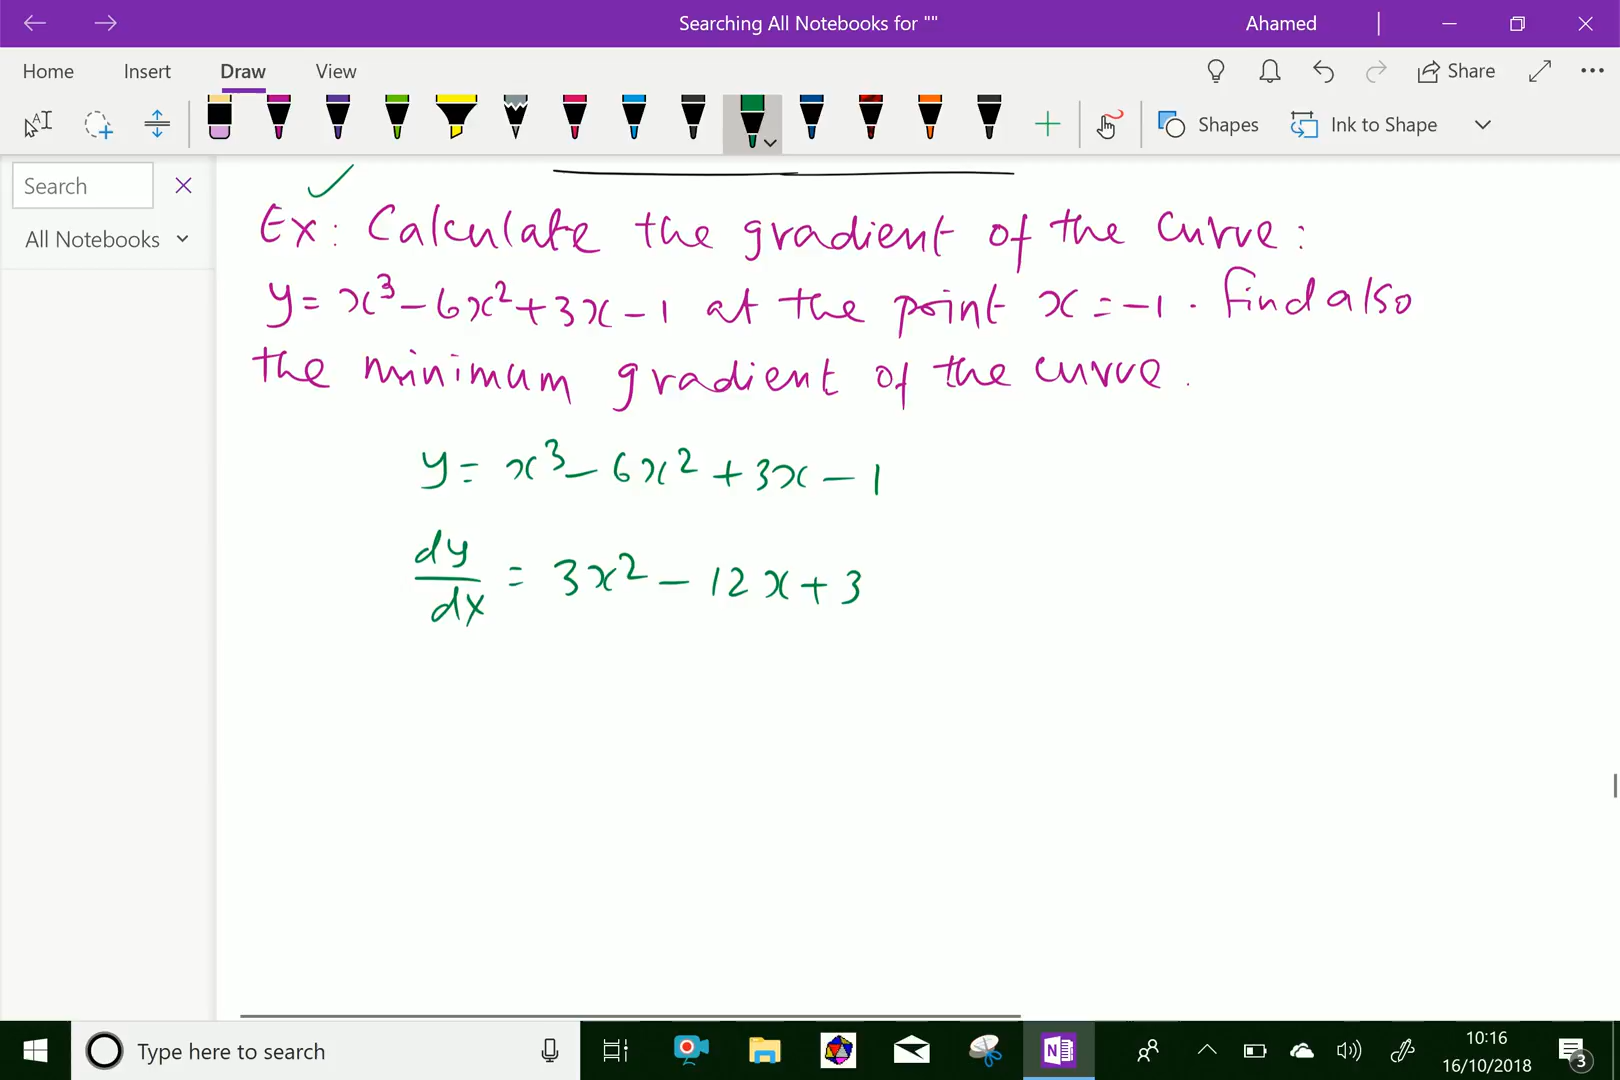 Searching All Notebooks for ""
Ahamed
Home Insert Draw View
Share
Shapes
Ink to Shape
Search
All Notebooks
Ex: Calculate the gradient of the curve:
y = x³ - 6x² + 3x - 1 at the point x = -1. Find also
the minimum gradient of the curve.
y = x³ - 6x² + 3x - 1
dy/dx = 3x² - 12x + 3
Type here to search
N
10:16
16/10/2018
3